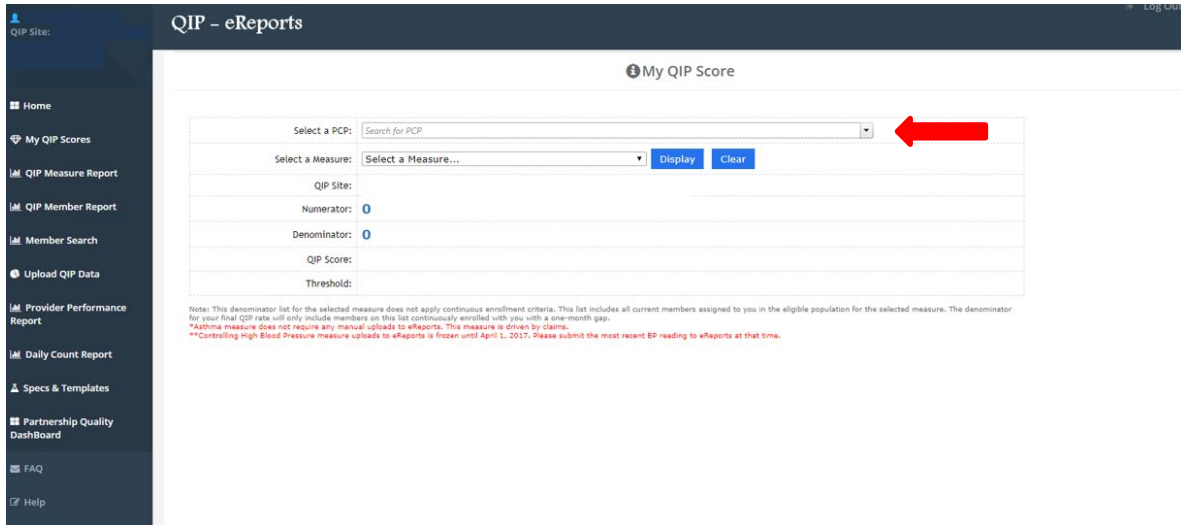 QIP Site:
QIP – eReports
Log Out
My QIP Score
Home
My QIP Scores
QIP Measure Report
QIP Member Report
Member Search
Upload QIP Data
Provider Performance
Report
Daily Count Report
Specs & Templates
Partnership Quality
DashBoard
FAQ
Help
Select a PCP: Search for PCP
Select a Measure: Select a Measure... Display Clear
QIP Site:
Numerator: 0
Denominator: 0
QIP Score:
Threshold:
Note: This denominator list for the selected measure does not apply continuous enrollment criteria. This list includes all current members assigned to you in the eligible population for the selected measure. The denominator
for your final QIP rate will only include members on this list continuously enrolled with you with a one-month gap.
*Asthma measure does not require any manual uploads to eReports. This measure is driven by claims.
**Controlling High Blood Pressure measure uploads to eReports is frozen until April 1, 2017. Please submit the most recent BP reading to eReports at that time.